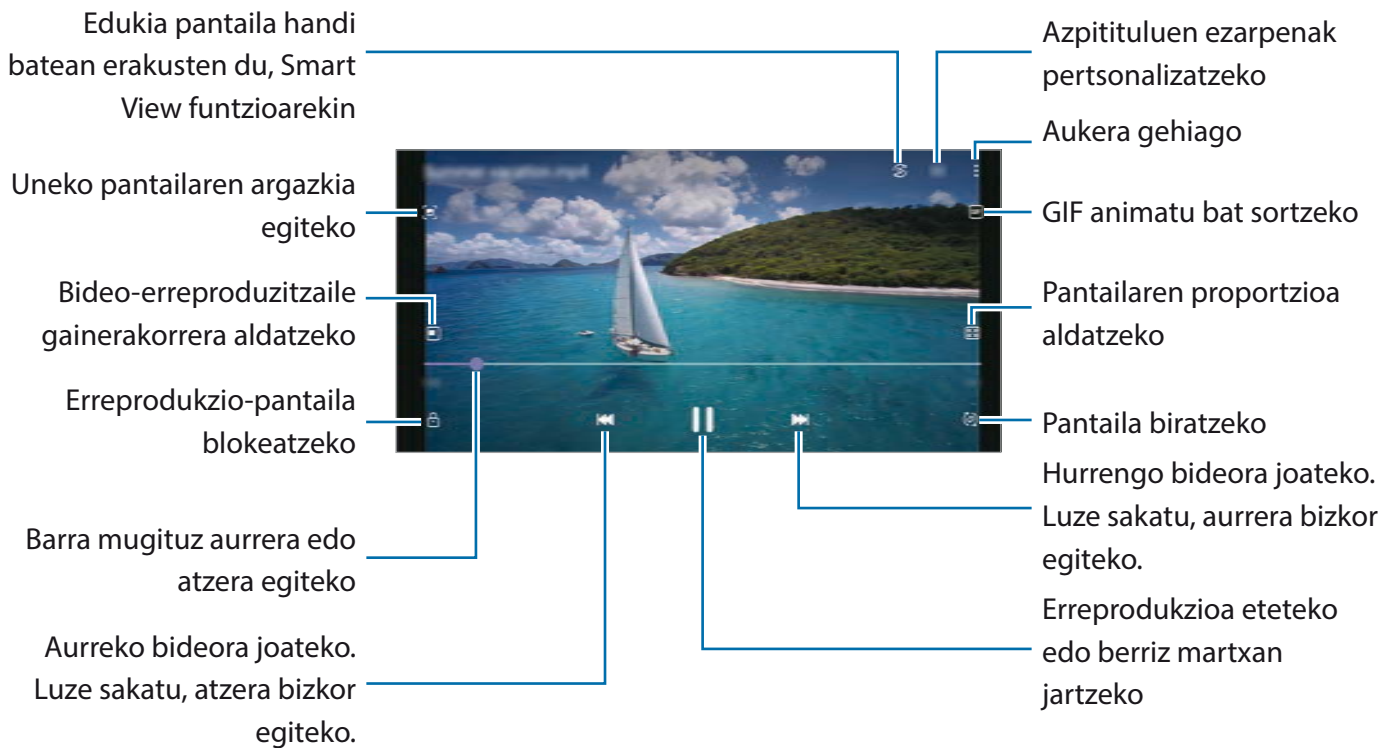 Edukia pantaila handi
batean erakusten du, Smart
View funtzioarekin
Uneko pantailaren argazkia
egiteko
Bideo-erreproduzitzaile
gainerakorrera aldatzeko
Erreprodukzio-pantaila
blokeatzeko
Barra mugituz aurrera edo
atzera egiteko
Aurreko bideora joateko.
Luze sakatu, atzera bizkor
egiteko.
Azpitituluen ezarpenak
pertsonalizatzeko
Aukera gehiago
GIF animatu bat sortzeko
Pantailaren proportzioa
aldatzeko
Pantaila biratzeko
Hurrengo bideora joateko.
Luze sakatu, aurrera bizkor
egiteko.
Erreprodukzioa eteteko
edo berriz martxan
jartzeko